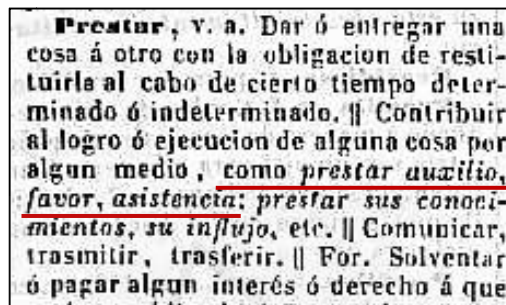 Prestar, v. a. Dar ó entregar una
cosa á otro con la obligacion de resti-
tuirla al cabo de cierto tiempo deter-
minado ó indeterminado. || Contribuir
al logro ó ejecucion de alguna cosa por
algun medio, como prestar auxilio,
favor, asistencia; prestar sus conoci-
mientos, su influjo, etc. || Comunicar,
trasmitir, trasferir. || For. Solventar
ó pagar algun interés ó derecho á que